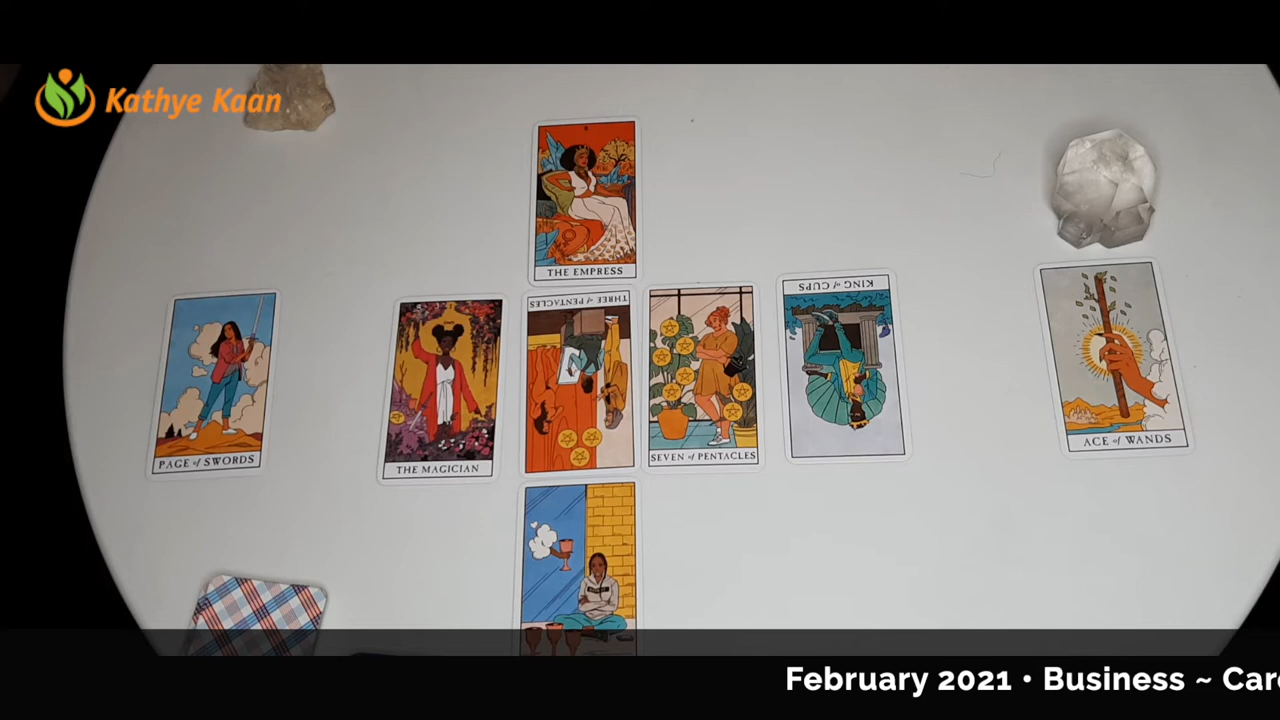 Kathye Kaan
THE EMPRESS
THREE of PENTACLES
KING of CUPS
PAGE of SWORDS
THE MAGICIAN
SEVEN of PENTACLES
ACE of WANDS
February 2021 • Business ~